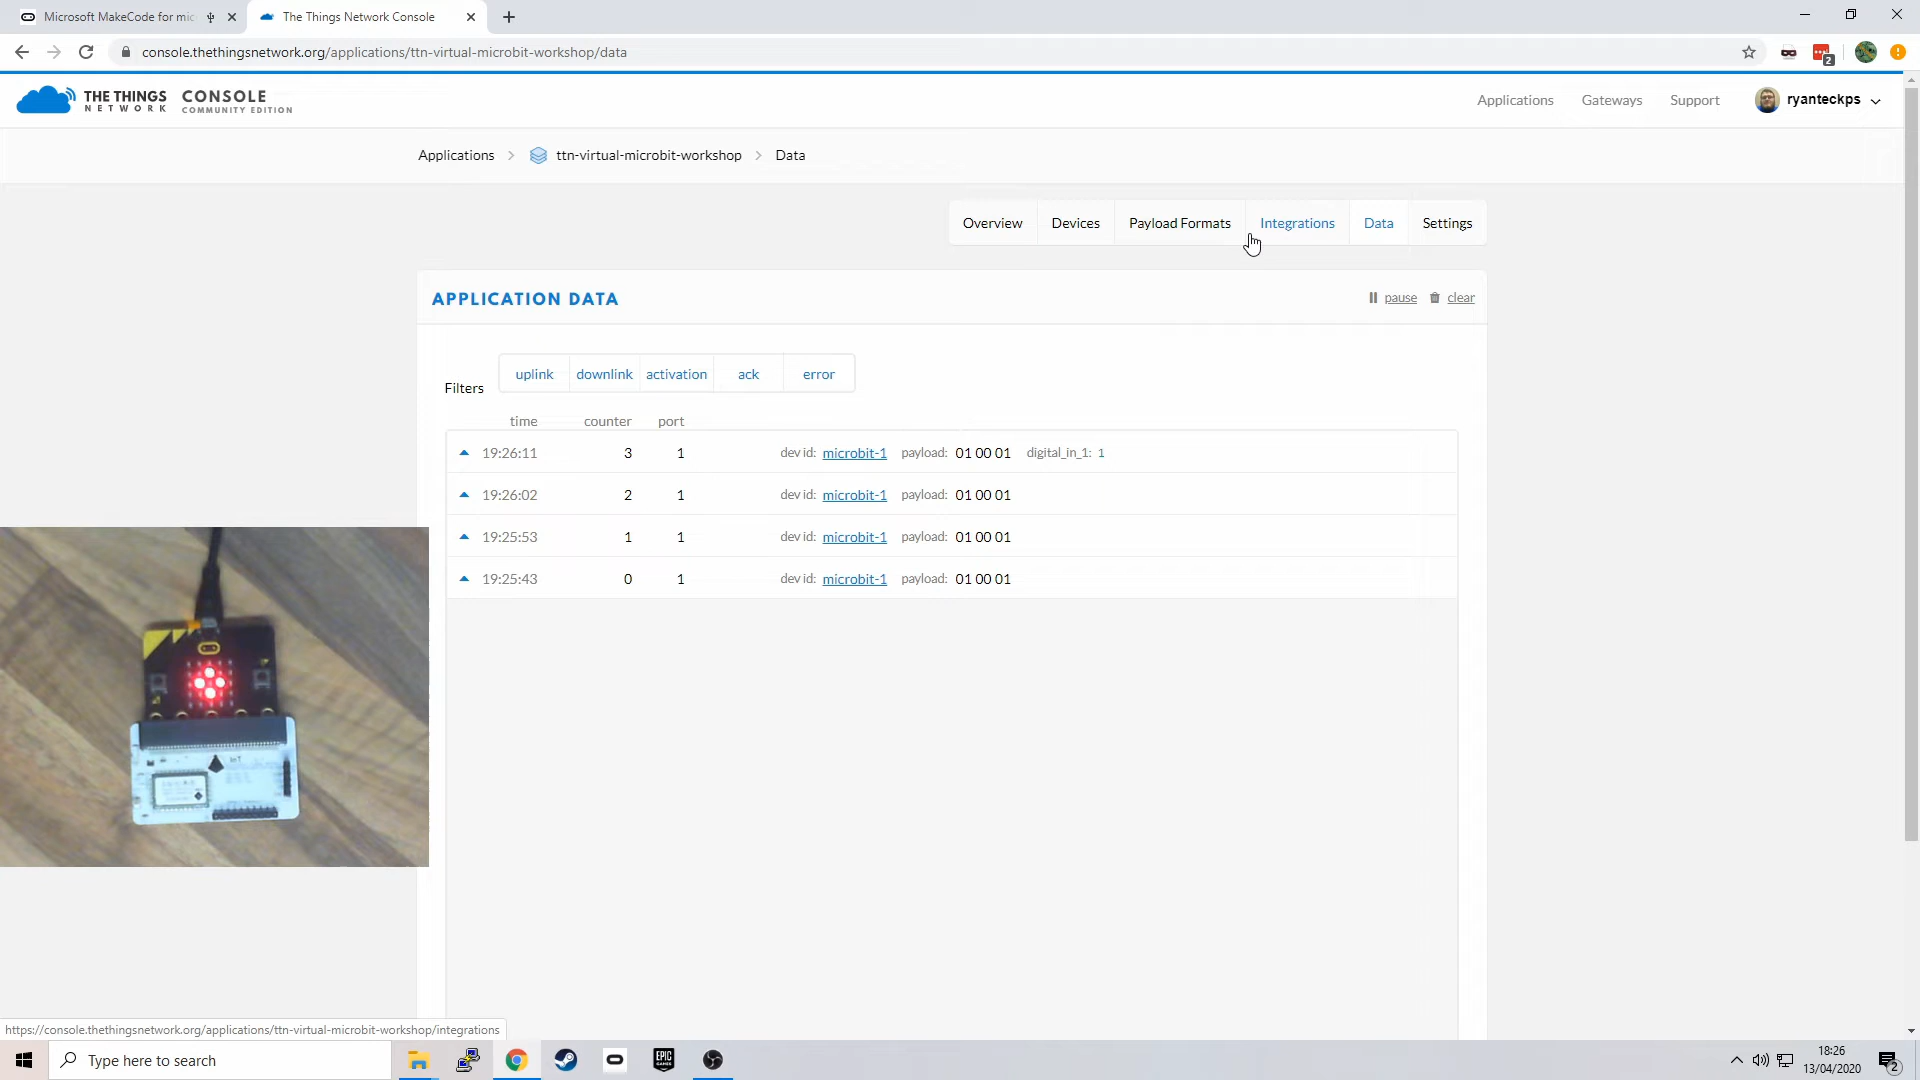 Microsoft MakeCode for mic
The Things Network Console
console.thethingsnetwork.org/applications/ttn-virtual-microbit-workshop/data
2
THE THINGS NETWORK
CONSOLE
COMMUNITY EDITION
Applications
Gateways
Support
ryanteckps
Applications
ttn-virtual-microbit-workshop
Data
Overview
Devices
Payload Formats
Integrations
Data
Settings
APPLICATION DATA
pause
clear
Filters
uplink
downlink
activation
ack
error
time counter port
19:26:11 3 1 dev id: microbit-1 payload: 01 00 01 digital_in_1: 1
19:26:02 2 1 dev id: microbit-1 payload: 01 00 01
19:25:53 1 1 dev id: microbit-1 payload: 01 00 01
19:25:43 0 1 dev id: microbit-1 payload: 01 00 01
IoT
https://console.thethingsnetwork.org/applications/ttn-virtual-microbit-workshop/integrations
Type here to search
EPIC GAMES
18:26
13/04/2020
2